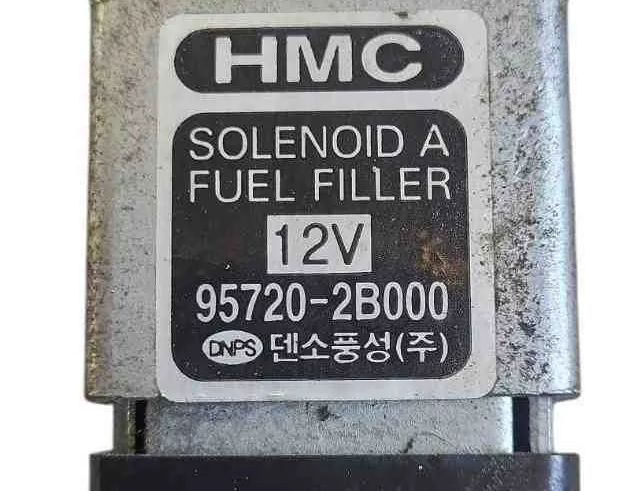 HMC
SOLENOID A
FUEL FILLER
12V
95720-2B000
DNPS 덴소풍성(주)